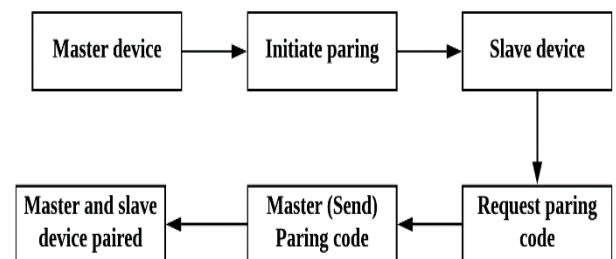 Master device
Initiate paring
Slave device
Request paring
code
Master (Send)
Paring code
Master and slave
device paired